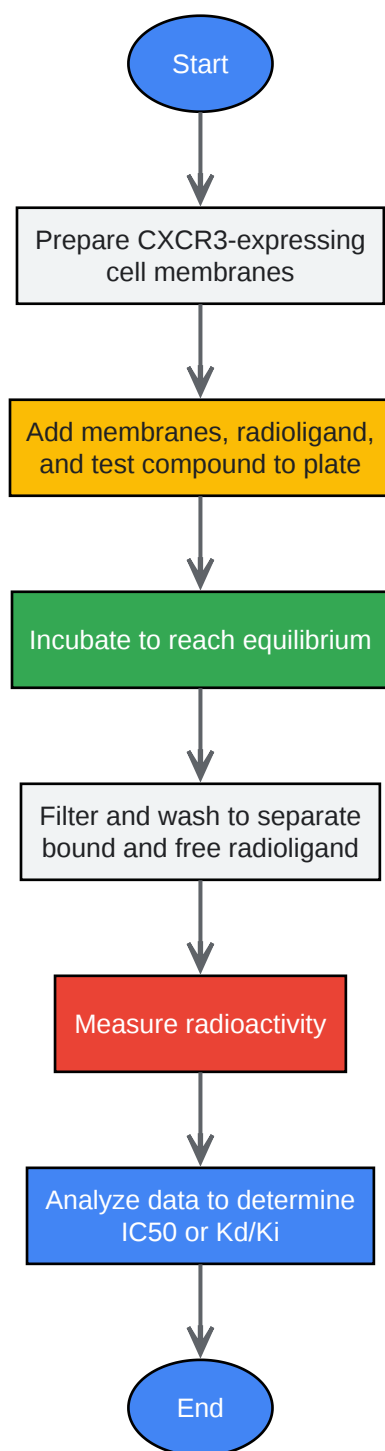 Start
Prepare CXCR3-expressing
cell membranes
Add membranes, radioligand,
and test compound to plate
Incubate to reach equilibrium
Filter and wash to separate
bound and free radioligand
Measure radioactivity
Analyze data to determine
IC50 or Kd/Ki
End